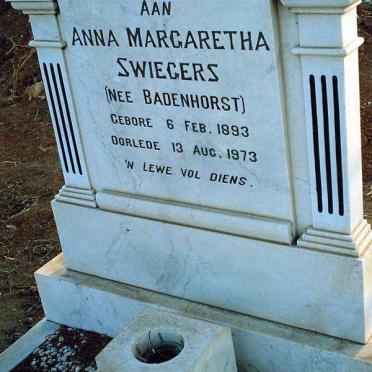 AAN
ANNA MARGARETHA
SWIEGERS
(NEE BADENHORST)
GEBORE 6 FEB. 1893
OORLEDE 13 AUG. 1973
'N LEWE VOL DIENS.